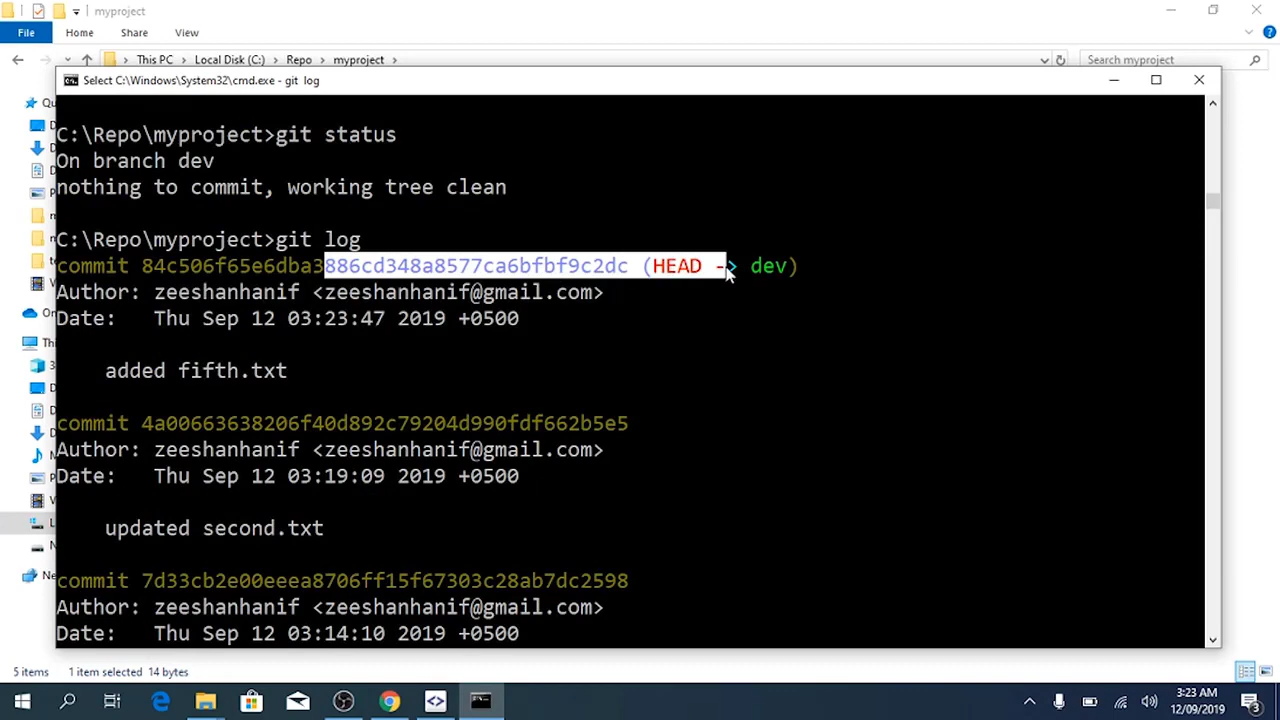 myproject
File Home Share View
This PC Local Disk (C:) Repo myproject Search myproject
Select C:\Windows\System32\cmd.exe - git log
C:\Repo\myproject>git status
On branch dev
nothing to commit, working tree clean
C:\Repo\myproject>git log
commit 84c506f65e6dba3886cd348a8577ca6bfbf9c2dc (HEAD -> dev)
Author: zeeshanhanif <zeeshanhanif@gmail.com>
Date: Thu Sep 12 03:23:47 2019 +0500
added fifth.txt
commit 4a00663638206f40d892c79204d990fdf662b5e5
Author: zeeshanhanif <zeeshanhanif@gmail.com>
Date: Thu Sep 12 03:19:09 2019 +0500
updated second.txt
commit 7d33cb2e00eeea8706ff15f67303c28ab7dc2598
Author: zeeshanhanif <zeeshanhanif@gmail.com>
Date: Thu Sep 12 03:14:10 2019 +0500
5 items 1 item selected 14 bytes
3:23 AM
12/09/2019
3